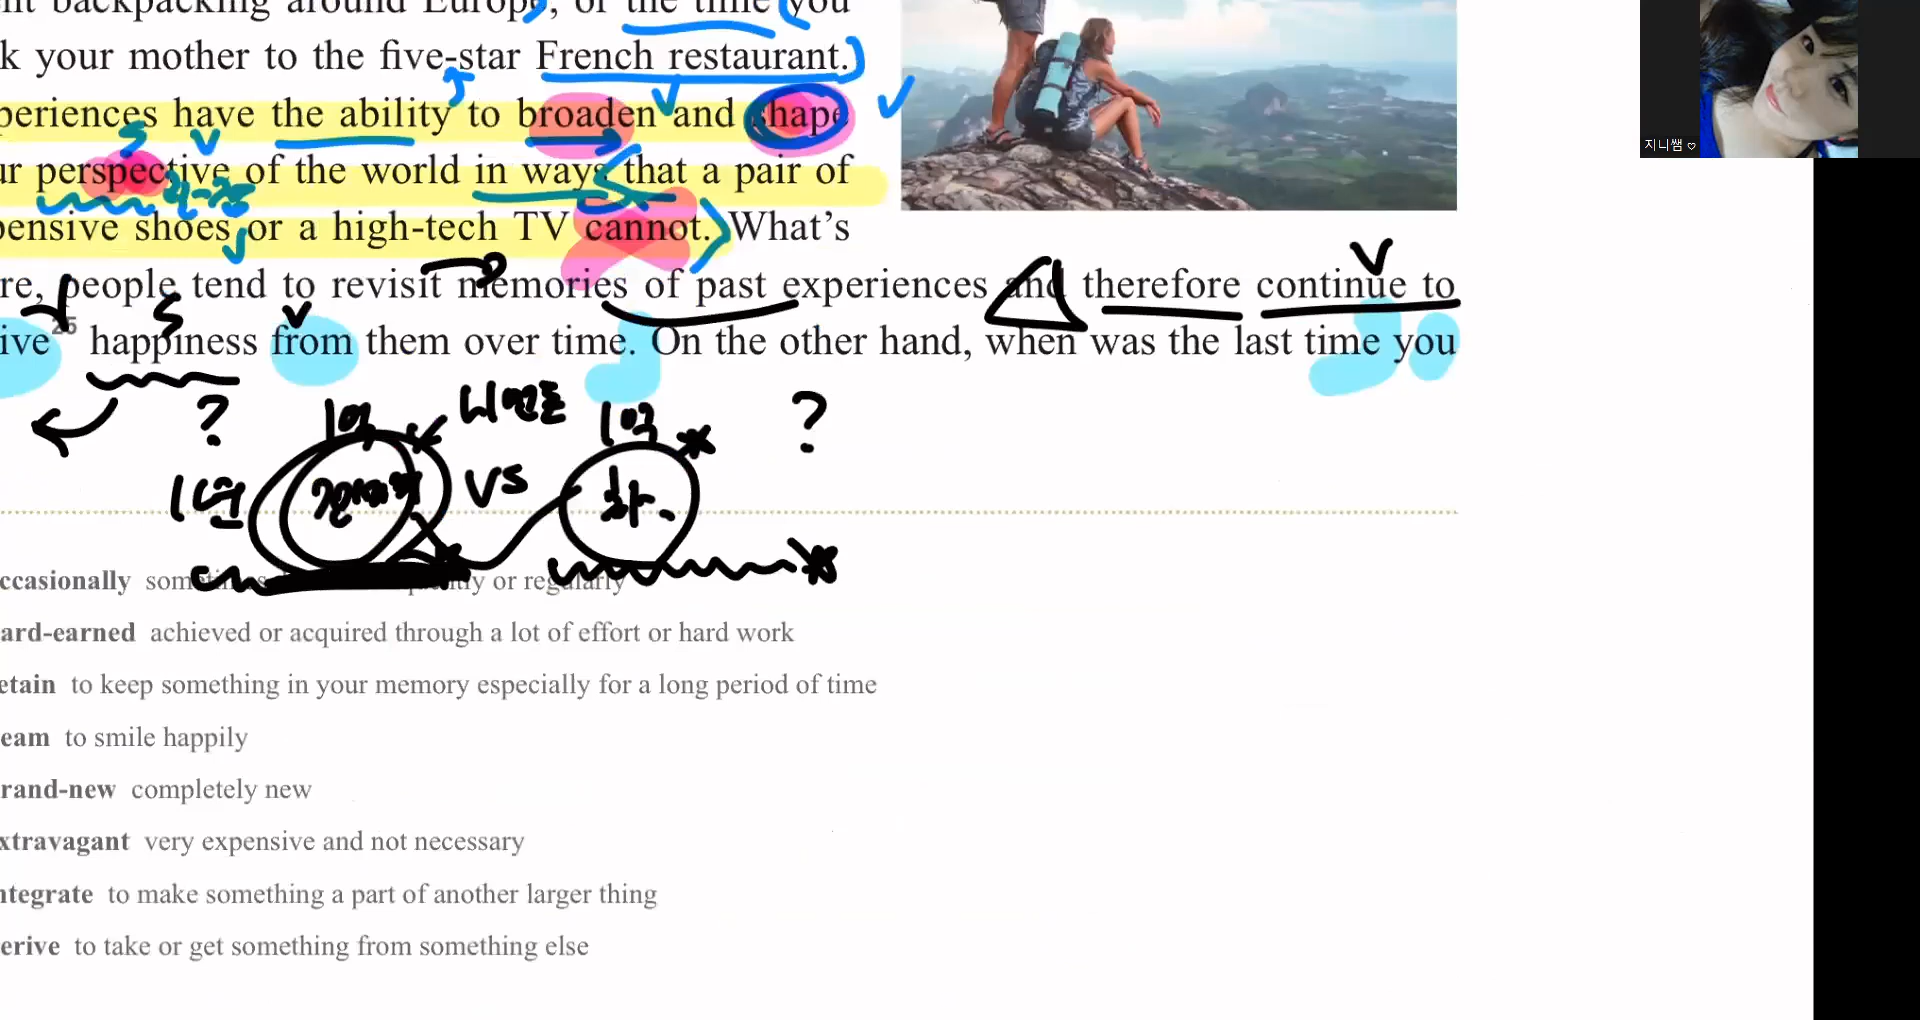 nt backpacking around Europe, or the time you
k your mother to the five-star French restaurant.
periences have the ability to broaden and shape
ur perspective of the world in ways that a pair of
pensive shoes or a high-tech TV cannot. What's
re, people tend to revisit memories of past experiences and therefore continue to
ive 25 happiness from them over time. On the other hand, when was the last time you
? 1억 1억 ?
1년 VS 차
ccasionally or regularly
ard-earned achieved or acquired through a lot of effort or hard work
etain to keep something in your memory especially for a long period of time
eam to smile happily
rand-new completely new
xtravagant very expensive and not necessary
ntegrate to make something a part of another larger thing
erive to take or get something from something else
지니쌤 ♡